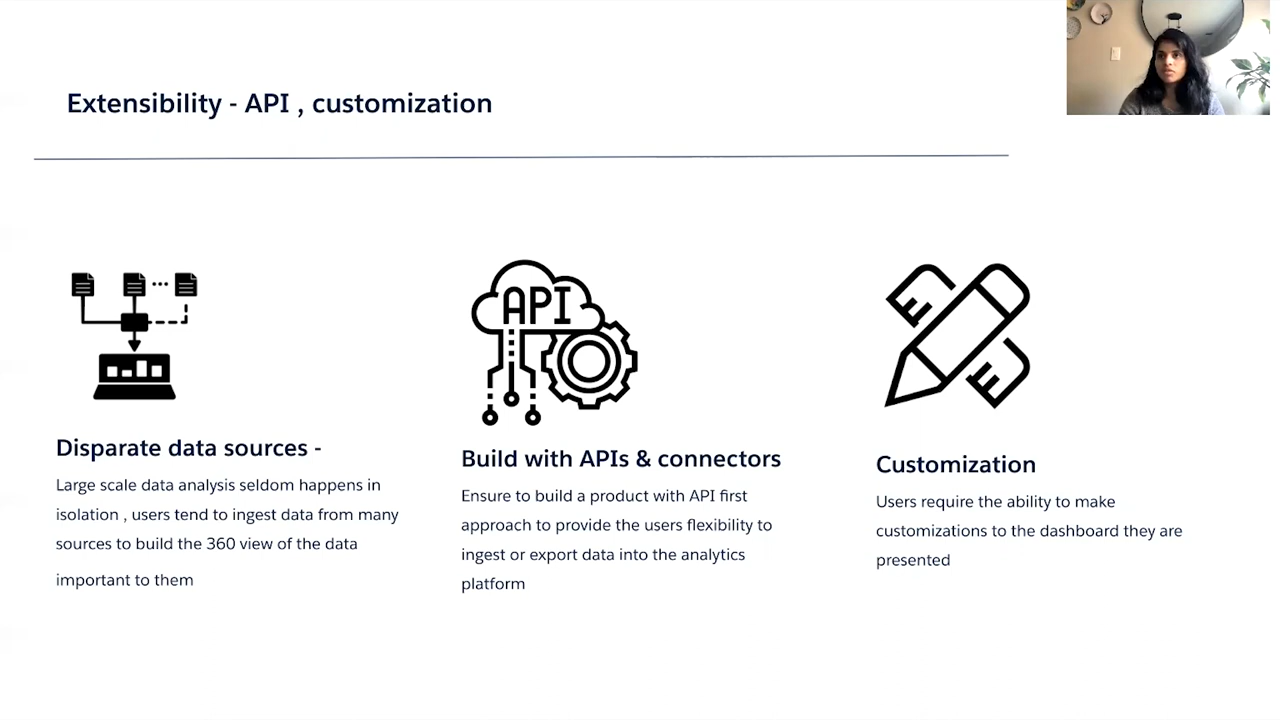 Extensibility - API , customization
API
Disparate data sources -
Large scale data analysis seldom happens in
isolation , users tend to ingest data from many
sources to build the 360 view of the data
important to them
Build with APIs & connectors
Ensure to build a product with API first
approach to provide the users flexibility to
ingest or export data into the analytics
platform
Customization
Users require the ability to make
customizations to the dashboard they are
presented